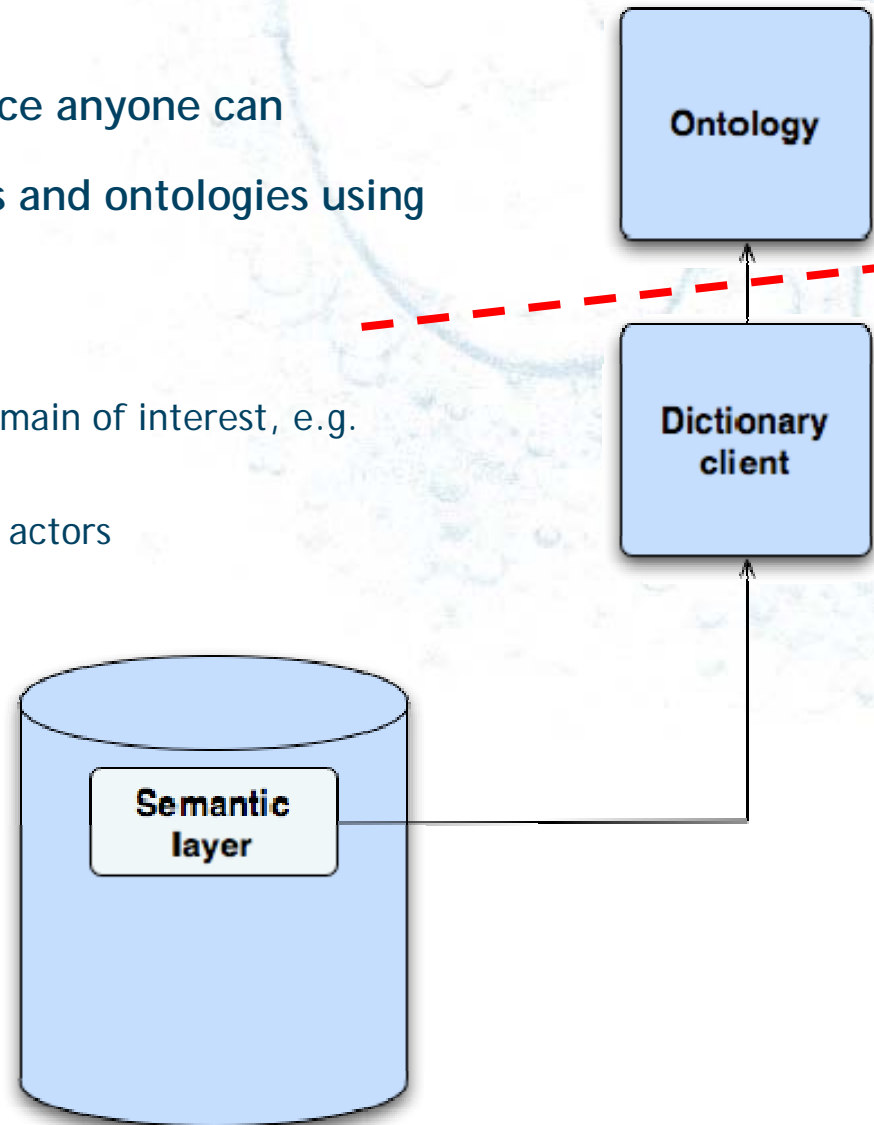 ce anyone can
s and ontologies using
main of interest, e.g.
actors
Ontology
Dictionary
client
Semantic
layer